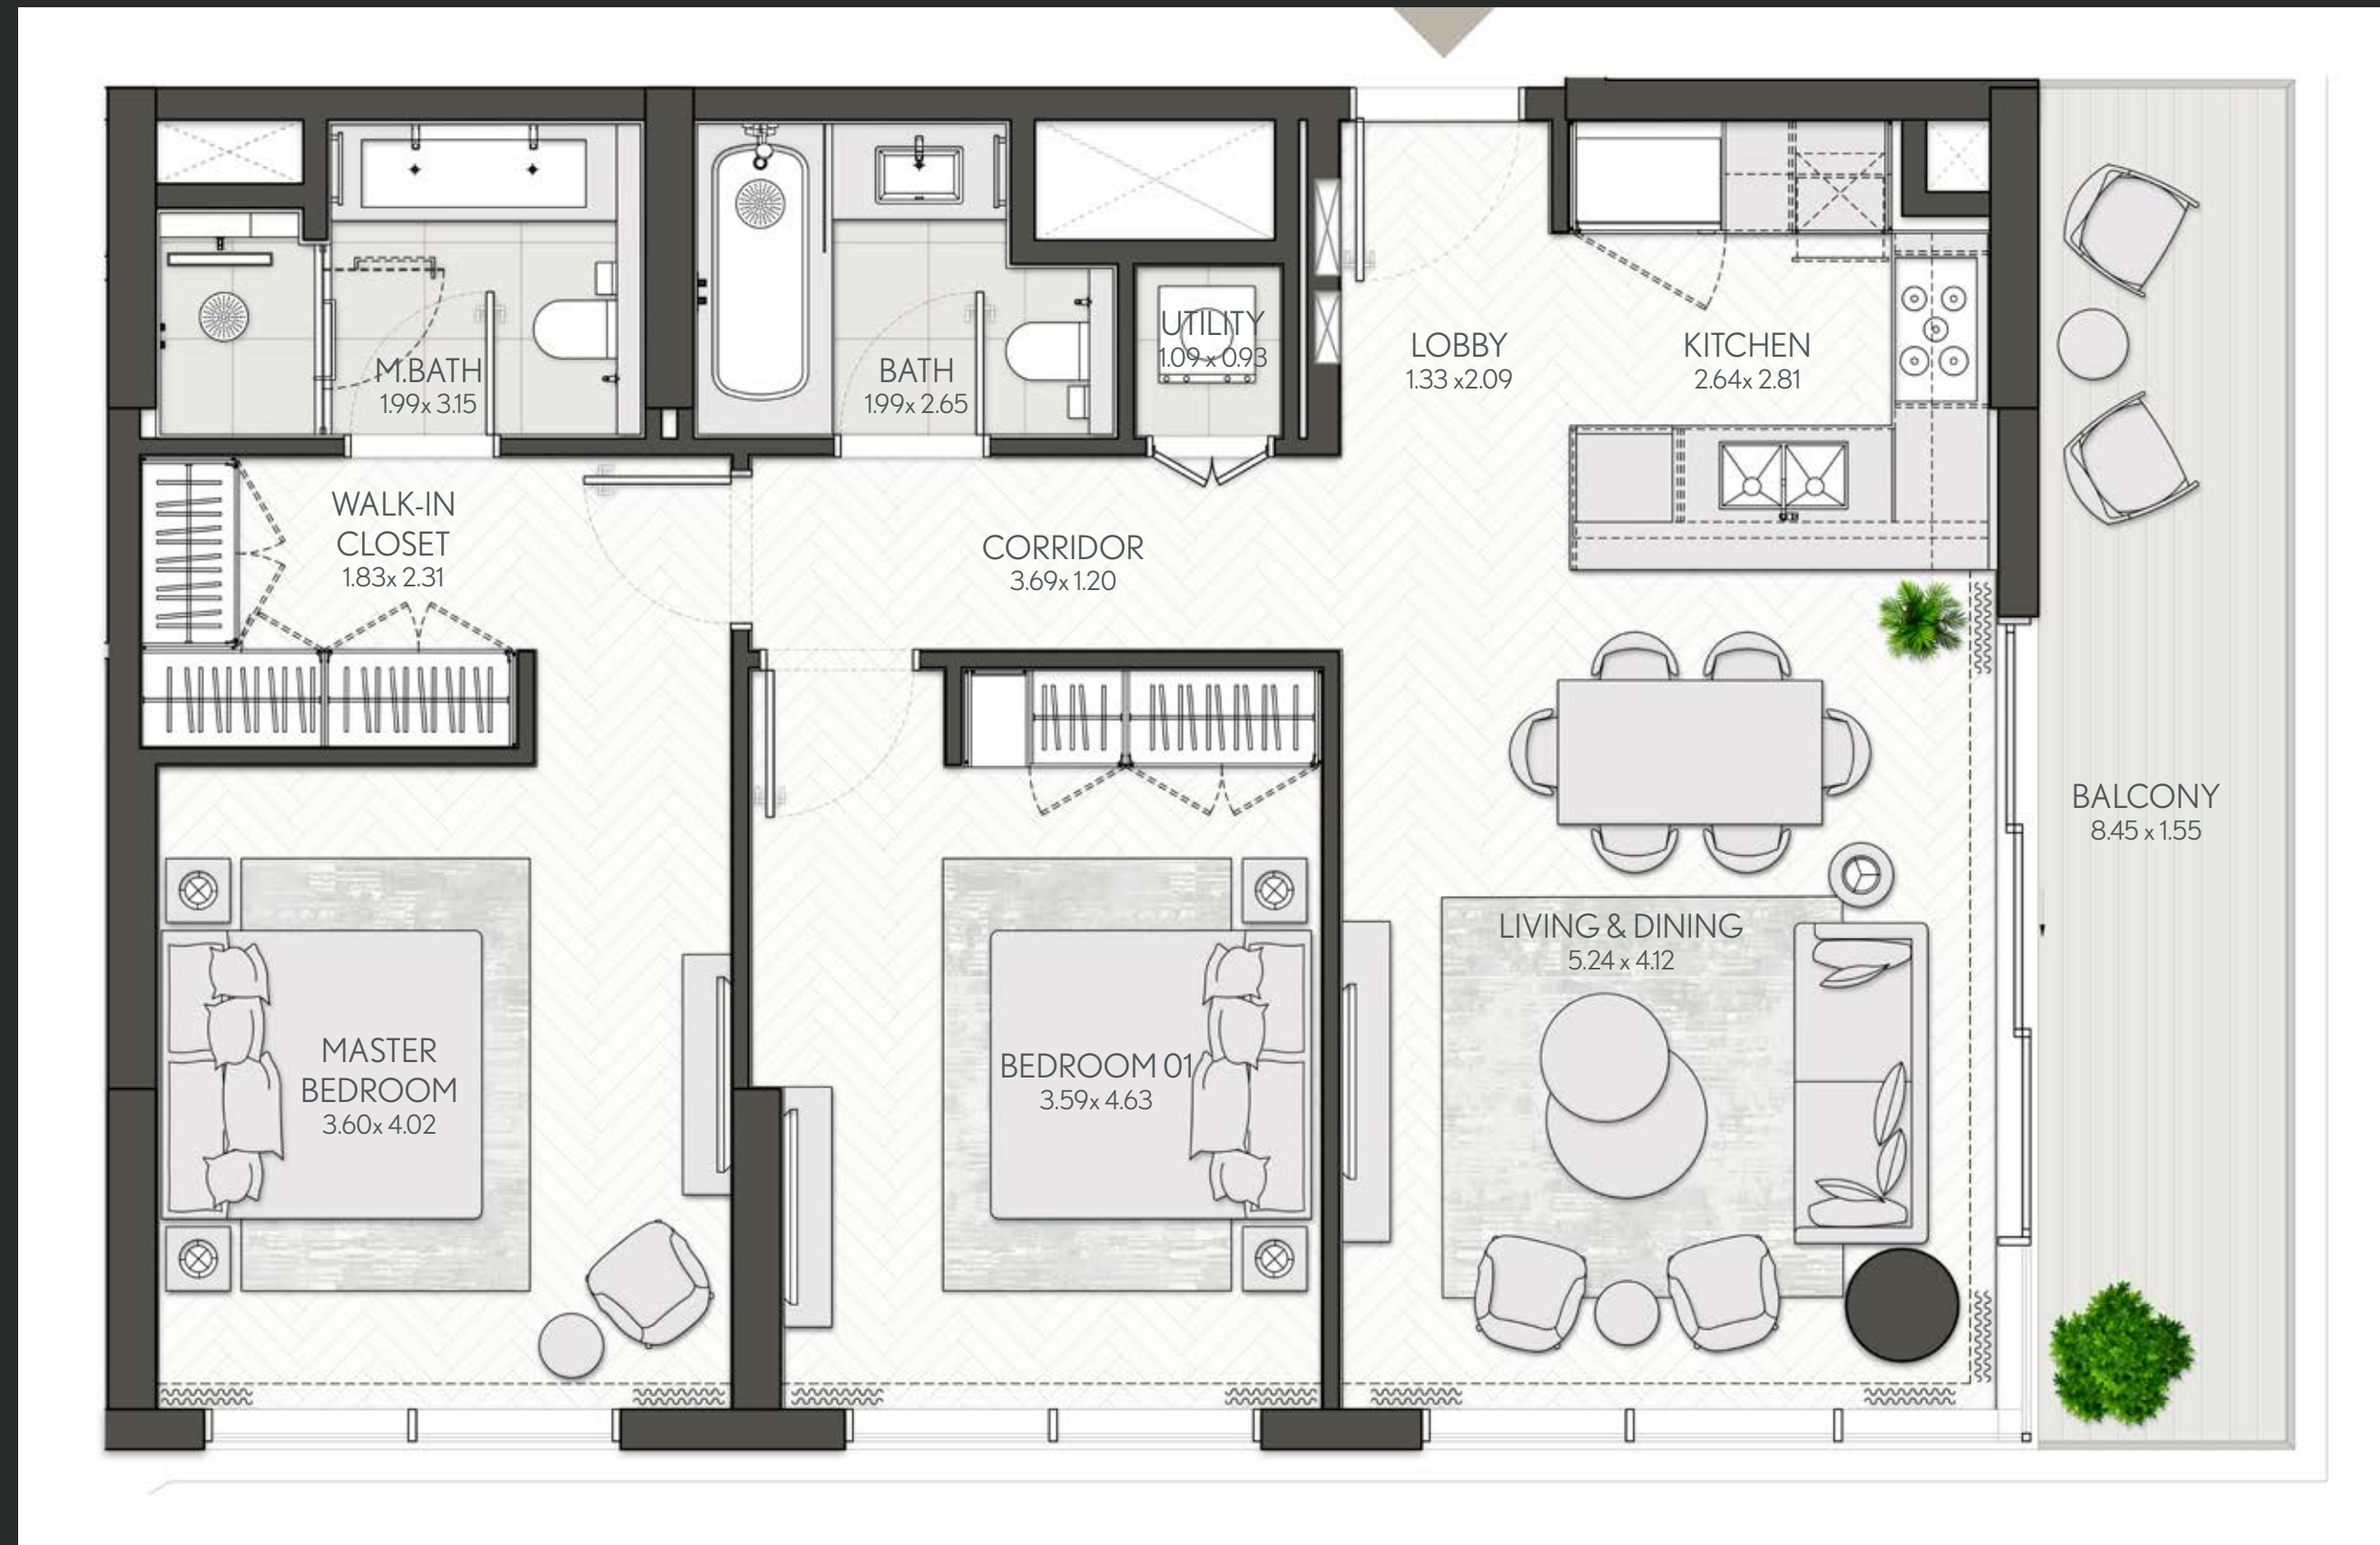 M.BATH
1.99x 3.15
BATH
1.99x 2.65
UTILITY
1.09 x 0.93
LOBBY
1.33 x2.09
KITCHEN
2.64x 2.81
WALK-IN
CLOSET
1.83x 2.31
CORRIDOR
3.69x 1.20
BALCONY
8.45 x 1.55
LIVING & DINING
5.24 x 4.12
MASTER
BEDROOM
3.60x 4.02
BEDROOM 01
3.59x 4.63